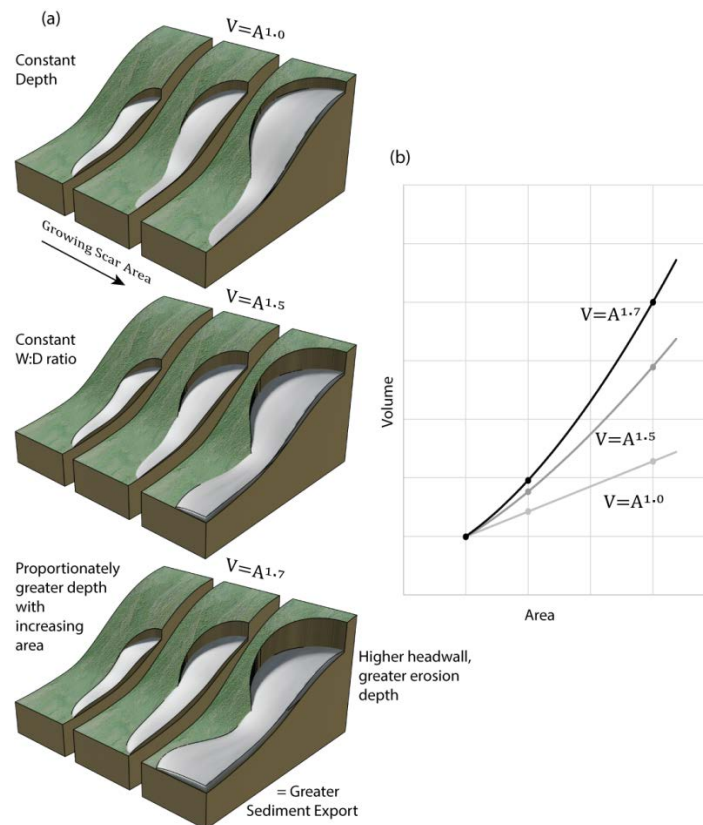 (a)
V=A1.0
Constant
Depth
Growing Scar Area
V=A1.5
Constant
W:D ratio
V=A1.7
Proportionately
greater depth
with
increasing
area
Higher headwall,
greater erosion
depth
= Greater
Sediment Export
(b)
V=A1.7
V=A1.5
V=A1.0
Volume
Area